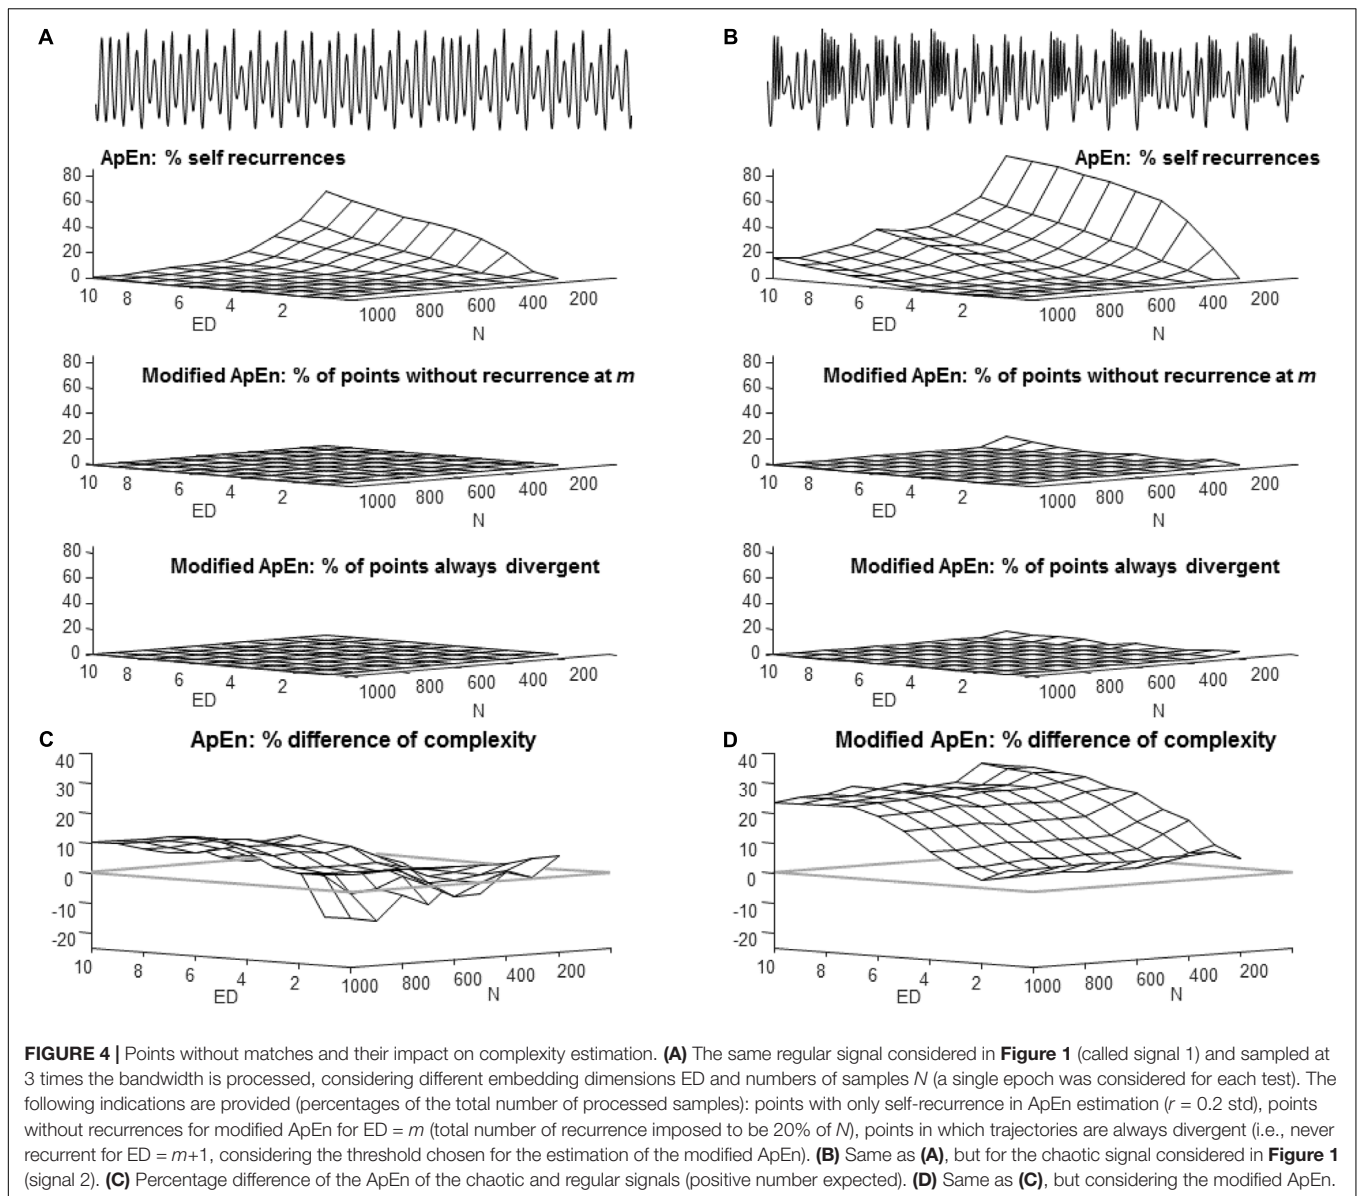 A
B
ApEn: % self recurrences
80
60
40
20
0
10 8 6 4 2
ED
1000 800 600 400 200
N
ApEn: % self recurrences
80
60
40
20
0
10 8 6 4 2
ED
1000 800 600 400 200
N
Modified ApEn: % of points without recurrence at m
80
60
40
20
0
10 8 6 4 2
ED
1000 800 600 400 200
N
Modified ApEn: % of points without recurrence at m
80
60
40
20
0
10 8 6 4 2
ED
1000 800 600 400 200
N
Modified ApEn: % of points always divergent
80
60
40
20
0
10 8 6 4 2
ED
1000 800 600 400 200
N
Modified ApEn: % of points always divergent
80
60
40
20
0
10 8 6 4 2
ED
1000 800 600 400 200
N
C
ApEn: % difference of complexity
40
30
20
10
0
-10
-20
10 8 6 4 2
ED
1000 800 600 400 200
N
D
Modified ApEn: % difference of complexity
40
30
20
10
0
-10
-20
10 8 6 4 2
ED
1000 800 600 400 200
N
FIGURE 4 | Points without matches and their impact on complexity estimation. (A) The same regular signal considered in Figure 1 (called signal 1) and sampled at
3 times the bandwidth is processed, considering different embedding dimensions ED and numbers of samples N (a single epoch was considered for each test). The
following indications are provided (percentages of the total number of processed samples): points with only self-recurrence in ApEn estimation (r = 0.2 std), points
without recurrences for modified ApEn for ED = m (total number of recurrence imposed to be 20% of N), points in which trajectories are always divergent (i.e., never
recurrent for ED = m+1, considering the threshold chosen for the estimation of the modified ApEn). (B) Same as (A), but for the chaotic signal considered in Figure 1
(signal 2). (C) Percentage difference of the ApEn of the chaotic and regular signals (positive number expected). (D) Same as (C), but considering the modified ApEn.